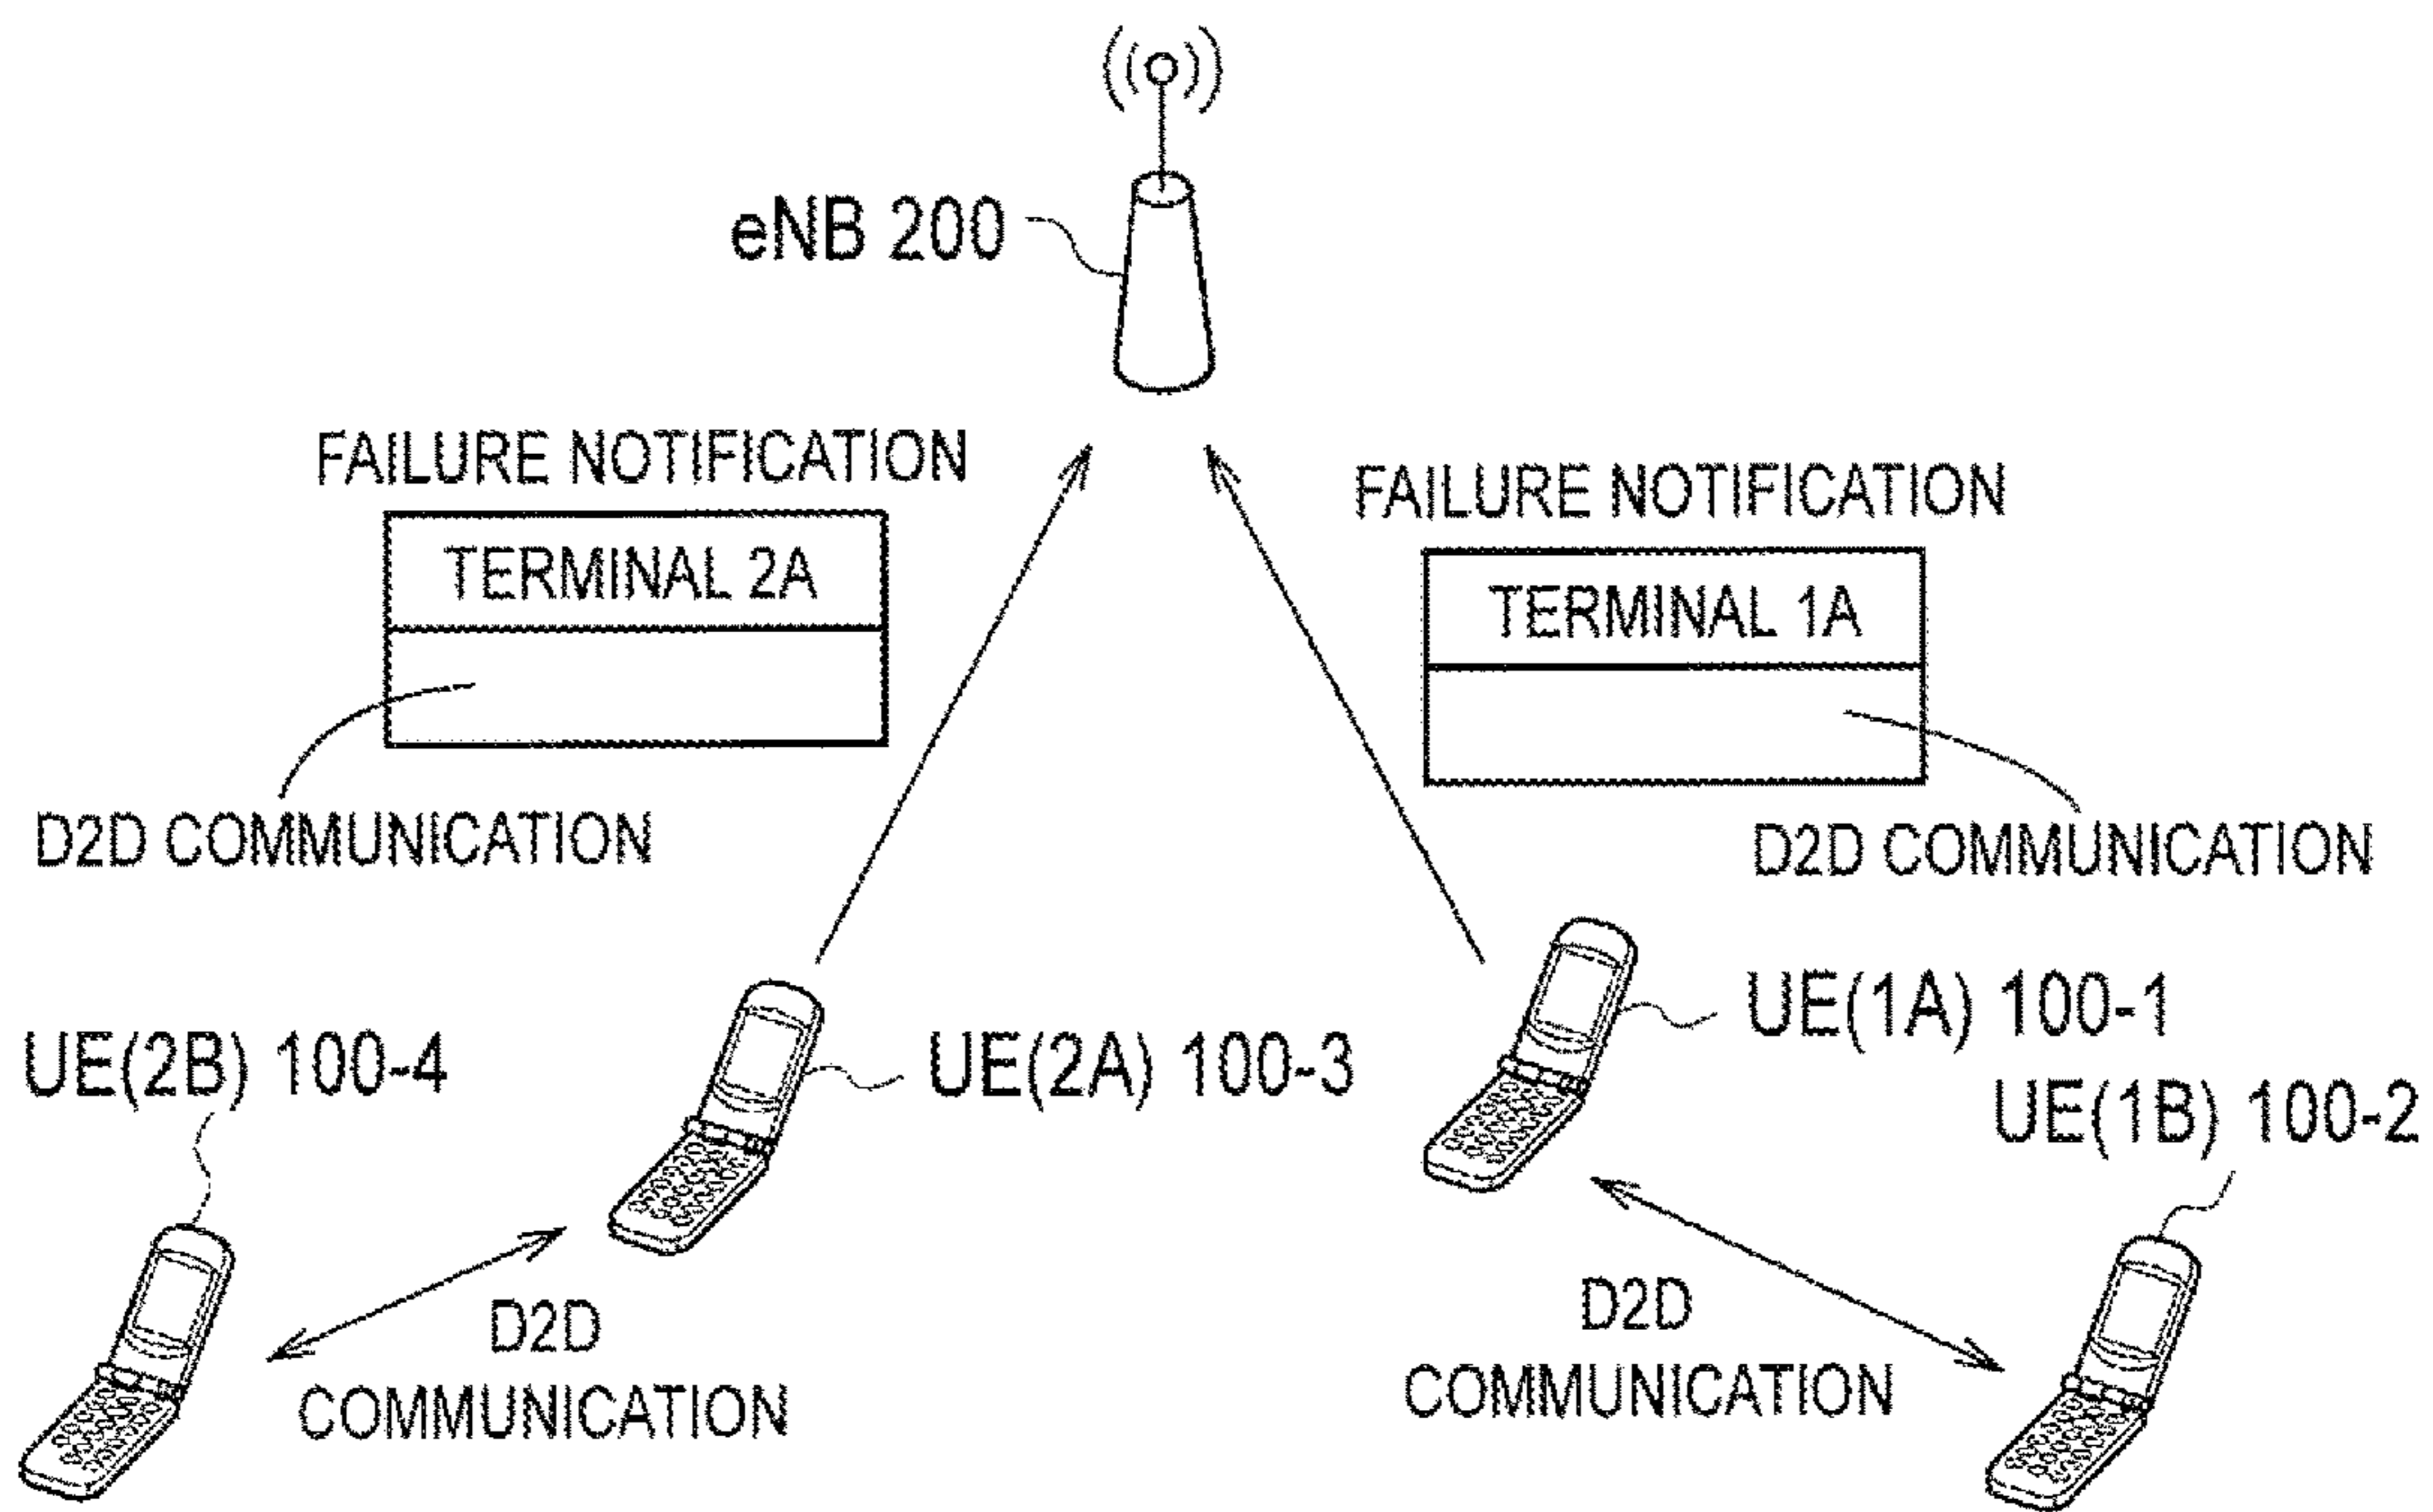 eNB 200
FAILURE NOTIFICATION
TERMINAL 2A
D2D COMMUNICATION
FAILURE NOTIFICATION
TERMINAL 1A
D2D COMMUNICATION
UE(2B) 100-4
UE(2A) 100-3
UE(1A) 100-1
UE(1B) 100-2
D2D
COMMUNICATION
D2D
COMMUNICATION